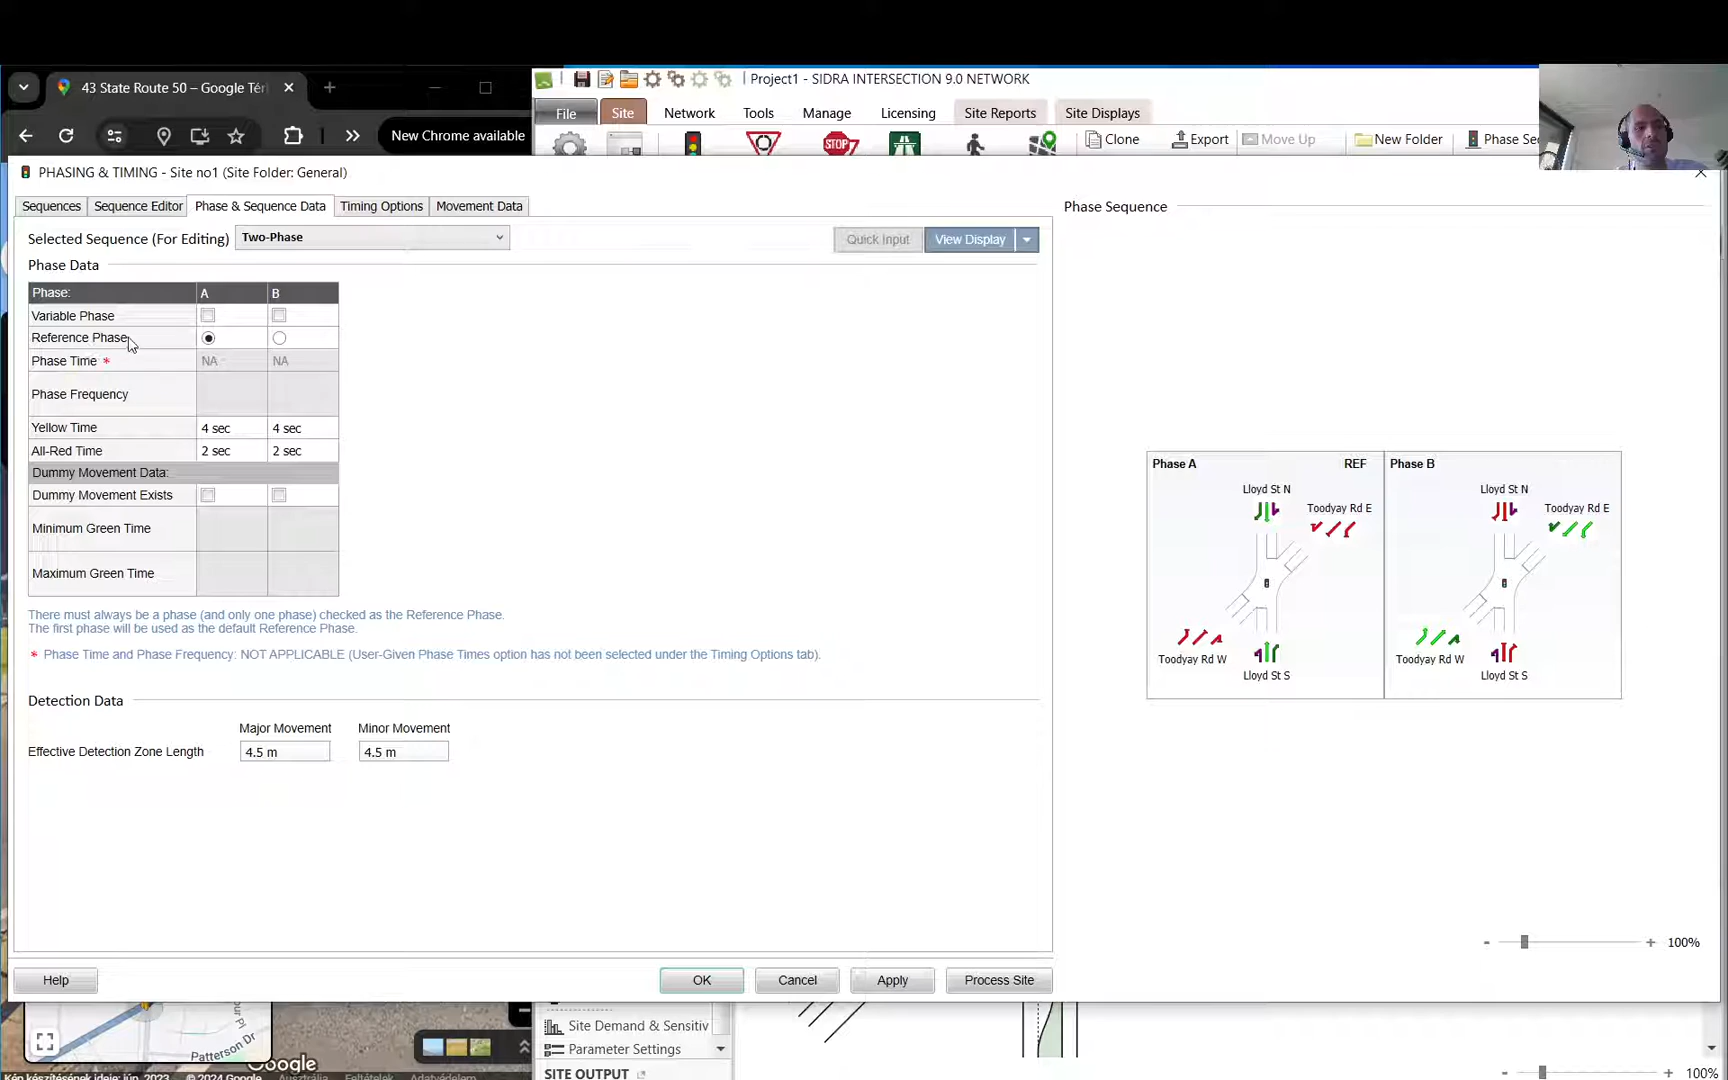 43 State Route 50 – Google Tér
Project1 - SIDRA INTERSECTION 9.0 NETWORK
File Site Network Tools Manage Licensing Site Reports Site Displays
New Chrome available
STOP
Clone Export Move Up New Folder Phase Se
PHASING & TIMING - Site no1 (Site Folder: General)
Sequences Sequence Editor Phase & Sequence Data Timing Options Movement Data
Phase Sequence
Selected Sequence (For Editing) Two-Phase Quick Input View Display
Phase Data
Phase: A B
Variable Phase
Reference Phase
Phase Time * NA NA
Phase Frequency
Yellow Time 4 sec 4 sec
All-Red Time 2 sec 2 sec
Dummy Movement Data:
Dummy Movement Exists
Minimum Green Time
Maximum Green Time
There must always be a phase (and only one phase) checked as the Reference Phase.
The first phase will be used as the default Reference Phase.
* Phase Time and Phase Frequency: NOT APPLICABLE (User-Given Phase Times option has not been selected under the Timing Options tab).
Detection Data
Major Movement Minor Movement
Effective Detection Zone Length 4.5 m 4.5 m
Phase A REF Phase B
Lloyd St N Lloyd St N
Toodyay Rd E Toodyay Rd E
Toodyay Rd W Toodyay Rd W
Lloyd St S Lloyd St S
- + 100%
Help OK Cancel Apply Process Site
Patterson Dr
Google
Site Demand & Sensitiv
Parameter Settings
SITE OUTPUT
- + 100%
Kép készítésének ideje: jún. 2023 © 2024 Google Ausztrália Feltételek Adatvédelem